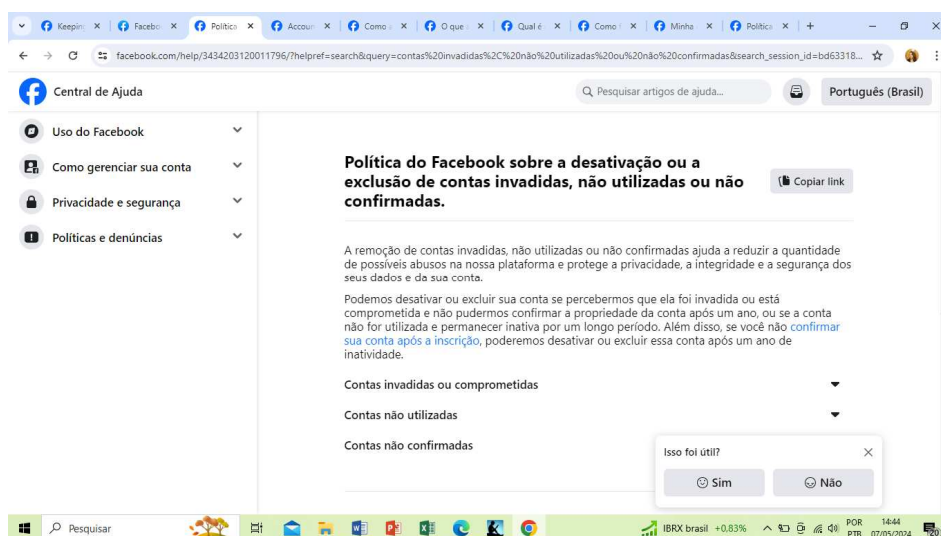 Keepin
Facebo
Política
Accoun
Como
O que
Qual é
Como
Minha
Política
facebook.com/help/343420312001 1796/?helpref=search&query=contas%20invadidas%2C%20não%20utilizadas%20ou%20não%20confirmadas&search_session_id=bd63318...
Central de Ajuda
Pesquisar artigos de ajuda...
Português (Brasil)
Uso do Facebook
Como gerenciar sua conta
Privacidade e segurança
Políticas e denúncias
Política do Facebook sobre a desativação ou a
exclusão de contas invadidas, não utilizadas ou não
confirmadas.
Copiar link
A remoção de contas invadidas, não utilizadas ou não confirmadas ajuda a reduzir a quantidade
de possíveis abusos na nossa plataforma e protege a privacidade, a integridade e a segurança dos
seus dados e da sua conta.
Podemos desativar ou excluir sua conta se percebermos que ela foi invadida ou está
comprometida e não pudermos confirmar a propriedade da conta após um ano, ou se a conta
não for utilizada e permanecer inativa por um longo período. Além disso, se você não confirmar
sua conta após a inscrição, poderemos desativar ou excluir essa conta após um ano de
inatividade.
Contas invadidas ou comprometidas
Contas não utilizadas
Contas não confirmadas
Isso foi útil?
Sim
Não
Pesquisar
IBRX brasil +0,83%
POR
PTB
14:44
07/05/2024
20